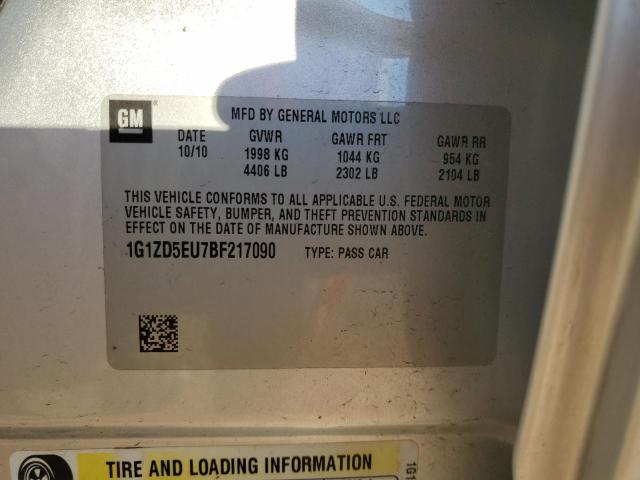 GM
MFD BY GENERAL MOTORS LLC
DATE GVWR GAWR FRT GAWR RR
10/10 1998 KG 1044 KG 954 KG
4406 LB 2302 LB 2104 LB
THIS VEHICLE CONFORMS TO ALL APPLICABLE U.S. FEDERAL MOTOR
VEHICLE SAFETY, BUMPER, AND THEFT PREVENTION STANDARDS IN
EFFECT ON THE DATE OF MANUFACTURE SHOWN ABOVE.
1G1ZD5EU7BF217090 TYPE: PASS CAR
TIRE AND LOADING INFORMATION